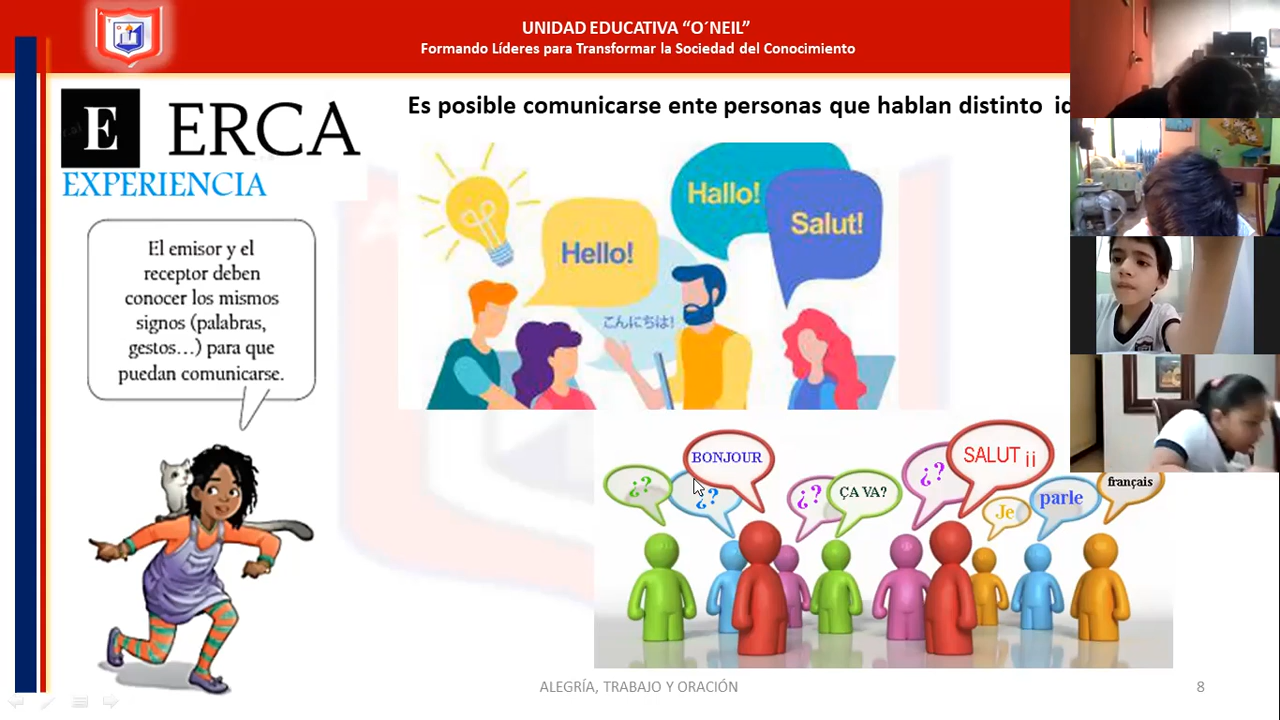 UNIDAD EDUCATIVA “O´NEIL”
Formando Líderes para Transformar la Sociedad del Conocimiento
E ERCA
EXPERIENCIA
Es posible comunicarse ente personas que hablan distinto
El emisor y el
receptor deben
conocer los mismos
signos (palabras,
gestos...) para que
puedan comunicarse.
Hello!
Hallo!
Salut!
こんにちは!
¿?
¿?
BONJOUR
¿?
ÇA VA?
¿?
SALUT ¡¡
Je
parle
français
ALEGRÍA, TRABAJO Y ORACIÓN
8